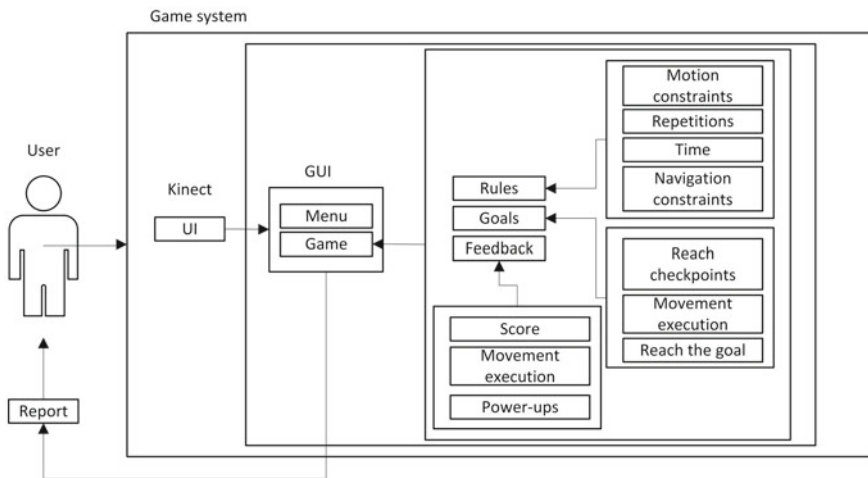 Game system
User
Kinect
UI
GUI
Menu
Game
Rules
Goals
Feedback
Motion
constraints
Repetitions
Time
Navigation
constraints
Reach
checkpoints
Movement
execution
Reach the goal
Score
Movement
execution
Power-ups
Report